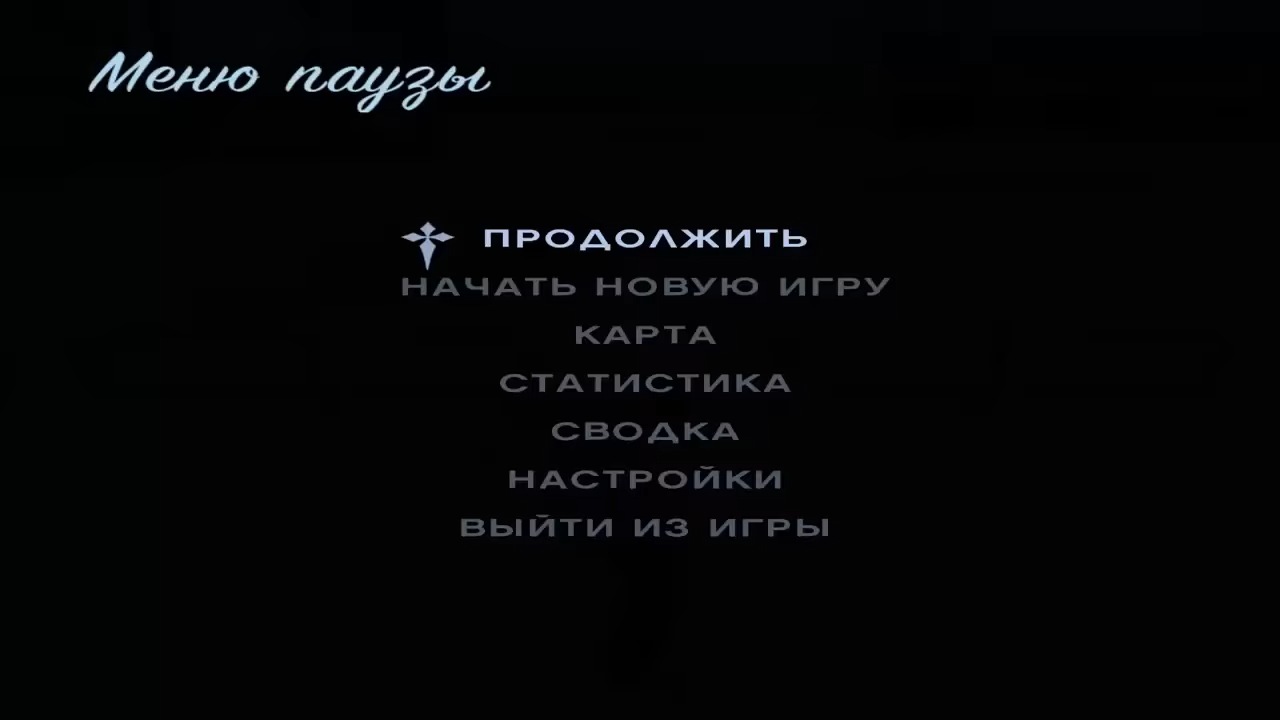 Меню паузы
ПРОДОЛЖИТЬ
НАЧАТЬ НОВУЮ ИГРУ
КАРТА
СТАТИСТИКА
СВОДКА
НАСТРОЙКИ
ВЫЙТИ ИЗ ИГРЫ